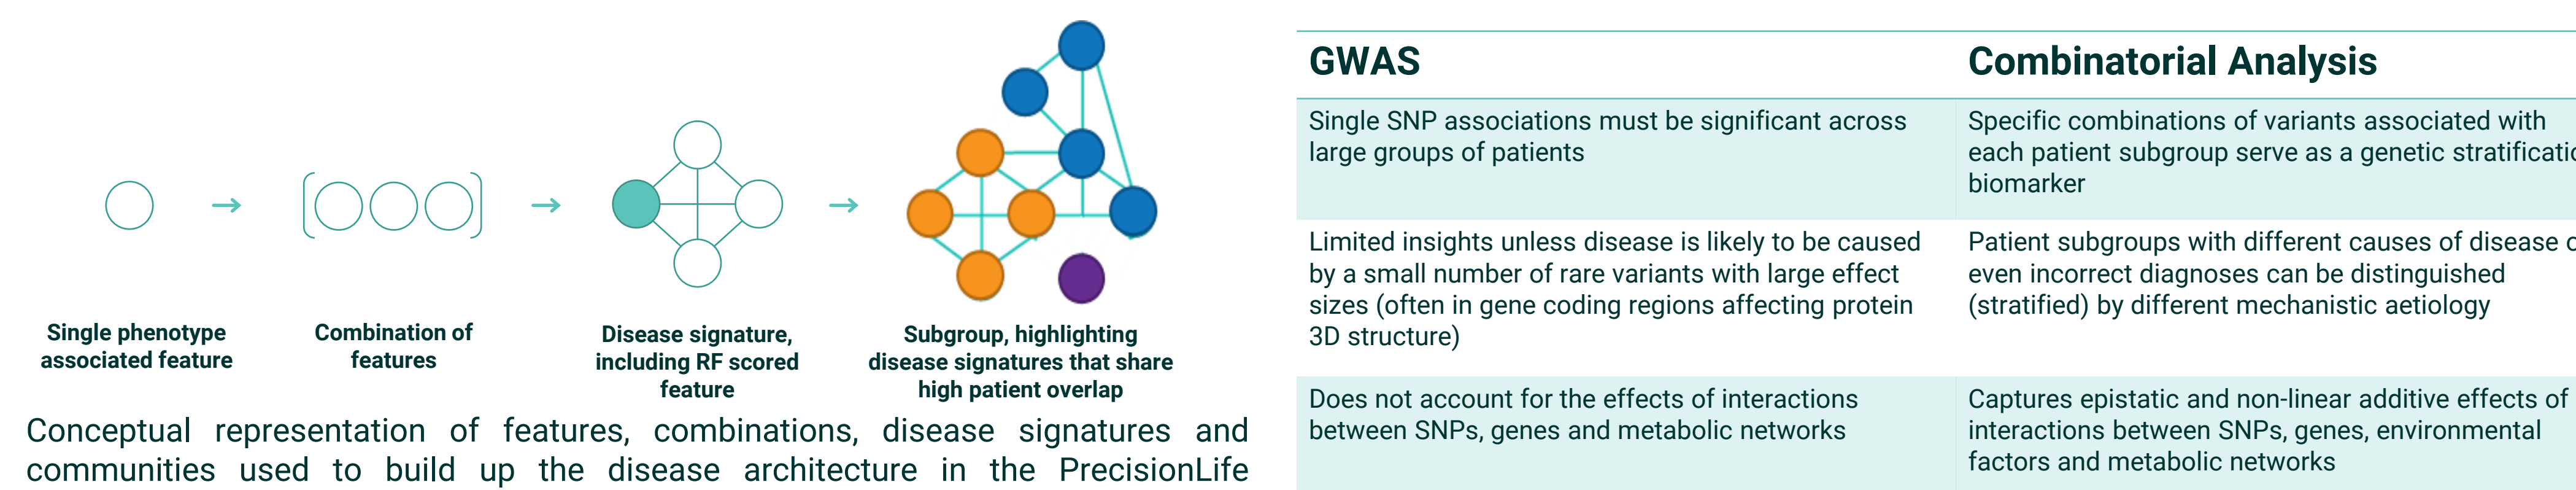 Single phenotype
associated feature
Combination of
features
Disease signature,
including RF scored
feature
Subgroup, highlighting
disease signatures that share
high patient overlap
Conceptual representation of features, combinations, disease signatures and
communities used to build up the disease architecture in the PrecisionLife
GWAS
Combinatorial Analysis
Single SNP associations must be significant across
large groups of patients
Specific combinations of variants associated with
each patient subgroup serve as a genetic
biomarker
Limited insights unless disease is likely to be caused
by a small number of rare variants with large effect
sizes (often in gene coding regions affecting protein
3D structure)
Patient subgroups with different causes of disease
even incorrect diagnoses can be distinguished
(stratified) by different mechanistic aetiology
Does not account for the effects of interactions
between SNPs, genes and metabolic networks
Captures epistatic and non-linear additive effects of
interactions between SNPs, genes, environmental
factors and metabolic networks